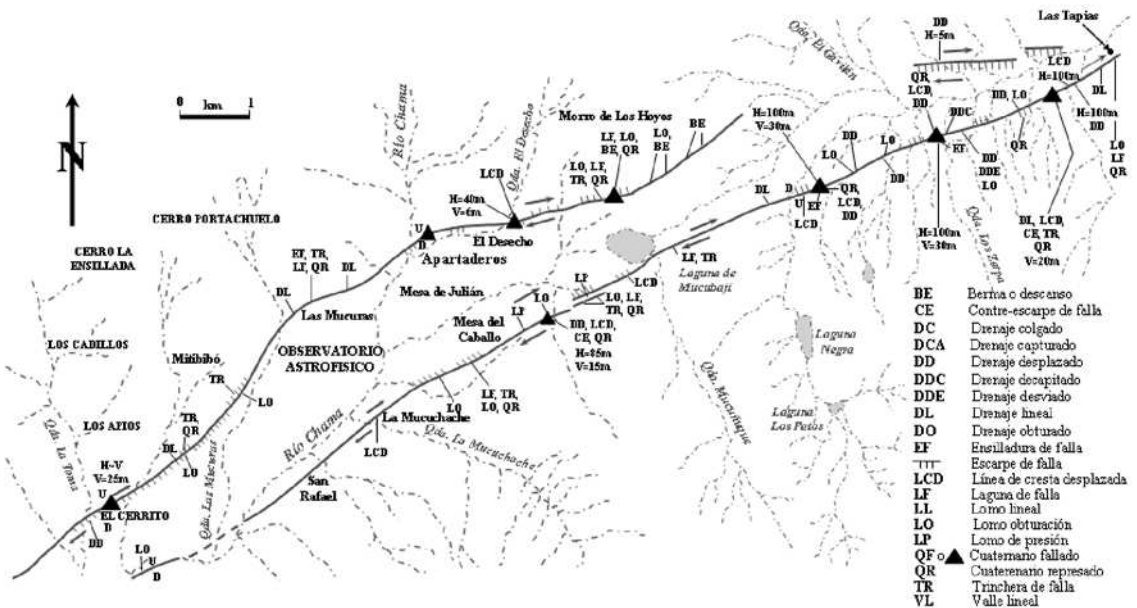 Las Tapias
DD
H=5m
Qda. El Gavilán
LCD
H=100m
QR
LCD,
DD
DDC
DD, LO
DL
H=100m
DD
QR
EF
DD
DDE
LO
LO
LF
QR
H=100m
V=30m
DL, LCD,
CE, TR,
QR
V=20m
Qda. Los Zerpa
0 km 1
N
Río Chama
Qda. El Desecho
Morro de Los Hoyos
LF, LO,
BE, QR
LO,
BE
BE
LO, LF,
TR, QR
LCD
H=40m
V=6m
H=100m
V=30m
LO
DD
LO
DD
DL
D
U
EF
LCD
QR,
LCD,
DD
CERRO PORTACHUELO
CERRO LA
ENSILLADA
U
D
El Desecho
Apartaderos
EF, TR,
LF, QR
DL
DL
Las Mucuras
Mesa de Julián
LF, TR
Laguna de
Mucubají
LCD
LP
LO, LF,
TR, QR
LO
LF
Mesa del
Caballo
DD, LCD,
CE, QR
H=85m
V=15m
LOS CADILLOS
Mitibibó
OBSERVATORIO
ASTROFISICO
Laguna
Negra
TR
LO
LO
LF, TR,
LO, QR
Qda. Mucunuque
Laguna
Los Patos
LOS APIOS
TR
QR
DL
LO
Río Chama
La Mucuchache
Qda. La Mucuchache
LCD
Qda. La Toma
Qda. Las Mucuras
H~V
V=25m
U
EL CERRITO
D
DD
San
Rafael
LO
U
D
BE Berma o descanso
CE Contre-escarpe de falla
DC Drenaje colgado
DCA Drenaje capturado
DD Drenaje desplazado
DDC Drenaje decapitado
DDE Drenaje desviado
DL Drenaje lineal
DO Drenaje obturado
EF Ensilladura de falla
Escarpe de falla
LCD Línea de cresta desplazada
LF Laguna de falla
LL Lomo lineal
LO Lomo obturación
LP Lomo de presión
QF o Cuaternano fallado
QR Cuaterenano represado
TR Trinchera de falla
VL Valle lineal